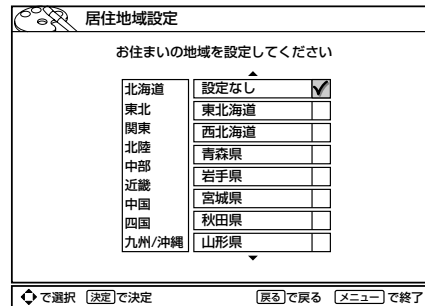 居住地域設定
お住まいの地域を設定してください
北海道
東北
関東
北陸
中部
近畿
中国
四国
九州/沖縄
設定なし
東北海道
西北海道
青森県
岩手県
宮城県
秋田県
山形県
で選択 決定で決定 戻るで戻る メニューで終了